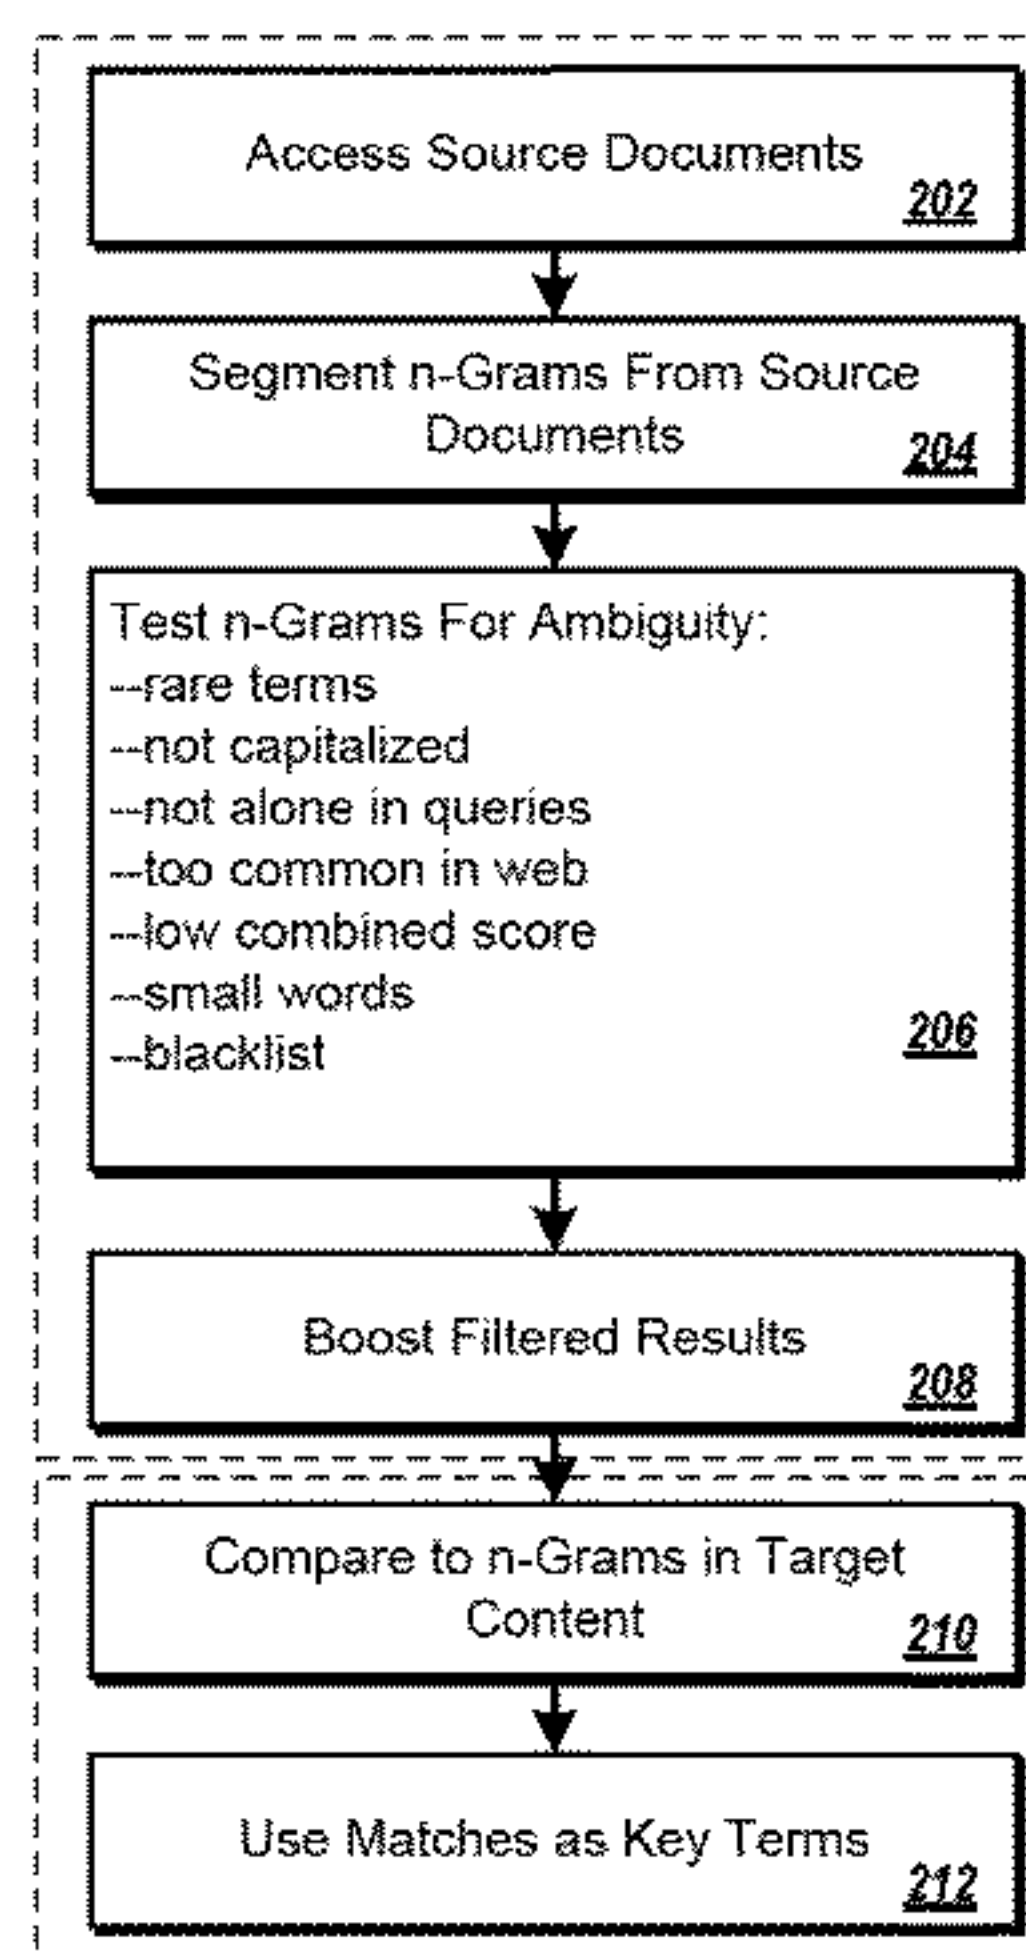 Access Source Documents
202
Segment n-Grams From Source
Documents
204
Test n-Grams For Ambiguity:
--rare terms
--not capitalized
--not alone in queries
--too common in web
--low combined score
--small words
--blacklist
206
Boost Filtered Results
208
Compare to n-Grams in Target
Content
210
Use Matches as Key Terms
212